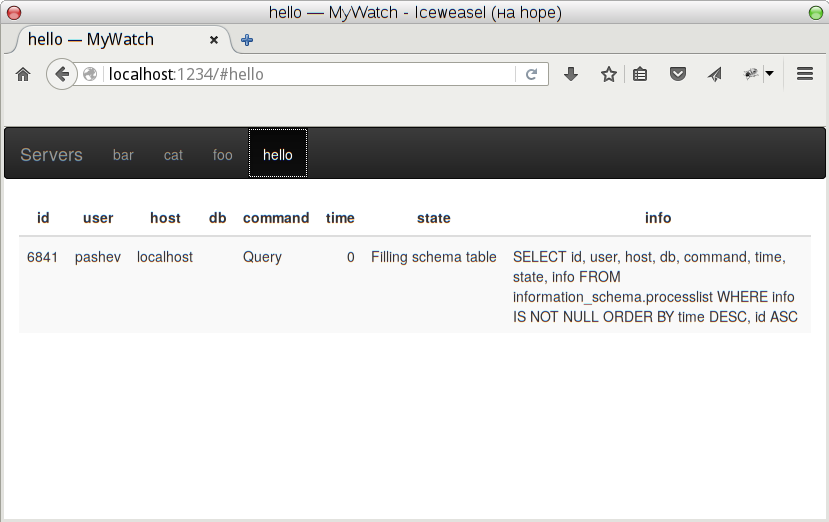 hello — MyWatch - Iceweasel (на hope)
hello — MyWatch
localhost:1234/#hello
Servers bar cat foo hello
id user host db command time state info
6841 pashev localhost Query 0 Filling schema table SELECT id, user, host, db, command, time,
state, info FROM
information_schema.processlist WHERE info
IS NOT NULL ORDER BY time DESC, id ASC